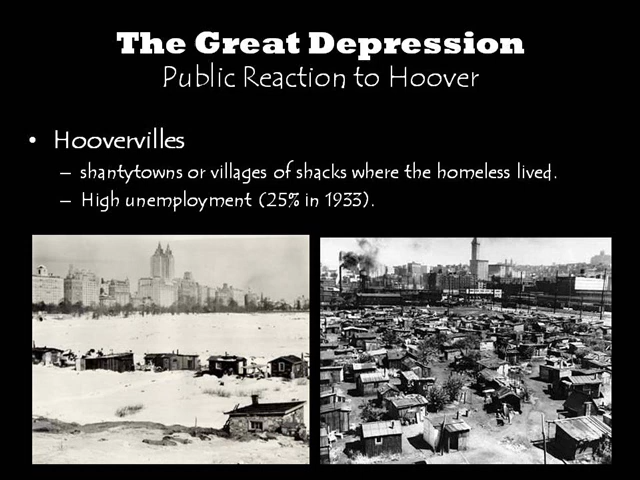 The Great Depression
Public Reaction to Hoover
• Hoovervilles
– shantytowns or villages of shacks where the homeless lived.
– High unemployment (25% in 1933).